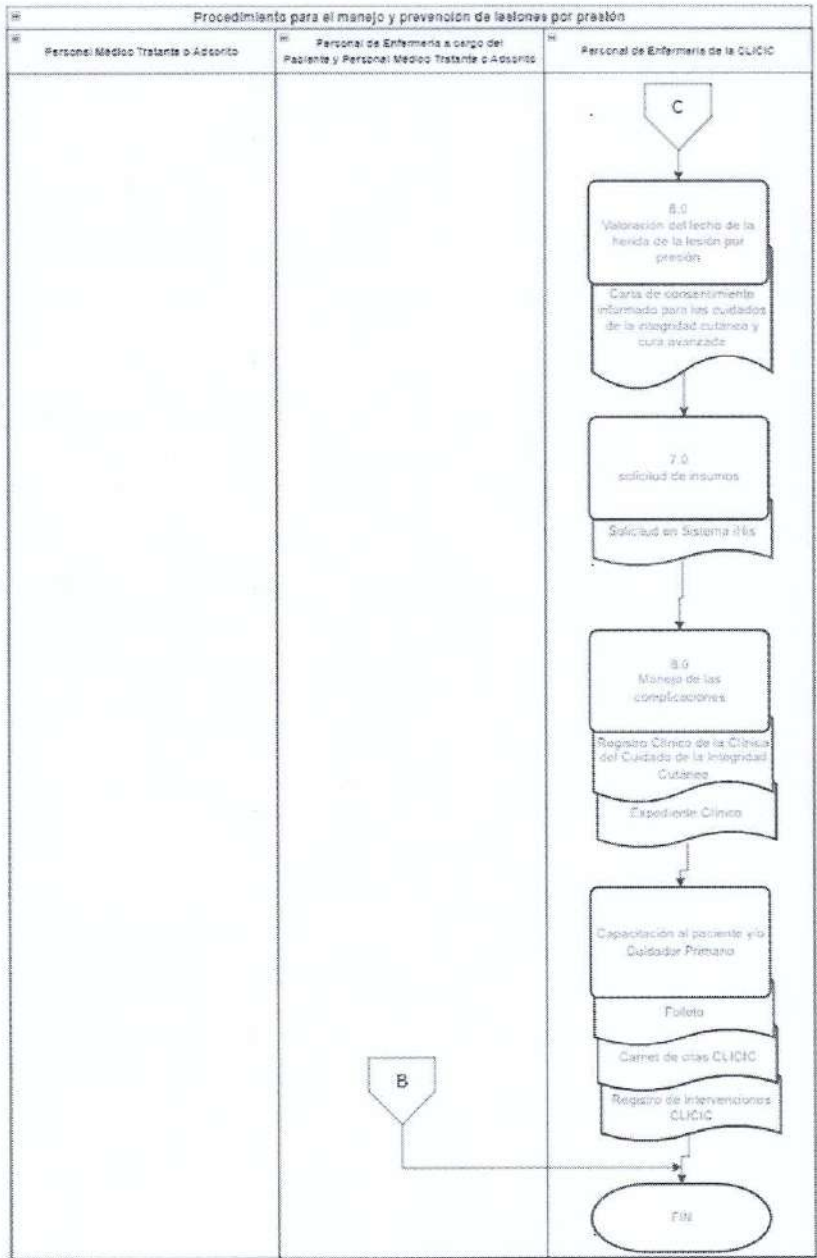 Procedimiento para el manejo y prevención de lesiones por presión
Personal Médico Tratante o Adscrito
Personal de Enfermería a cargo del
Paciente y Personal Médico Tratante o Adscrito
Personal de Enfermería de la CLICIC
C
6.0
Valoración del lecho de la
herida de la lesión por
presión
Carta de consentimiento
informado para los cuidados
de la integridad cutánea y
cura avanzada
7.0
solicitud de insumos
Solicitud en Sistema iHis
8.0
Manejo de las
complicaciones
Registro Clínico de la Clínica
del Cuidado de la Integridad
Cutánea
Expediente Clínico
Capacitación al paciente y/o
Cuidador Primario
Folleto
Carnet de citas CLICIC
B
Registro de Intervenciones
CLICIC
FIN